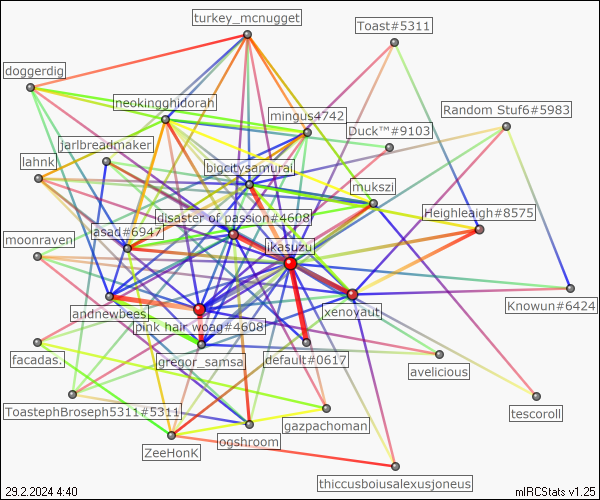 turkey_mcnugget
Toast#5311
doggerdig
neokingghidorah
mingus4742
Random Stuf6#5983
Duck™#9103
jarlbreadmaker
lahnk
bigcitysamurai
mukszi
disaster of passion#4608
Heighleaigh#8575
lasad#6947
moonraven
ikasuzu
Knowun#6424
andnewbees
xenoyaut
pink hair woag#4608
facadas.
gregor_samsa
default#0617
avelicious
ToastephBroseph5311#5311
tescoroll
gazpachoman
ogshroom
ZeeHonK
thiccusboiusalexusjoneus
29.2.2024 4:40
mIRCStats v1.25